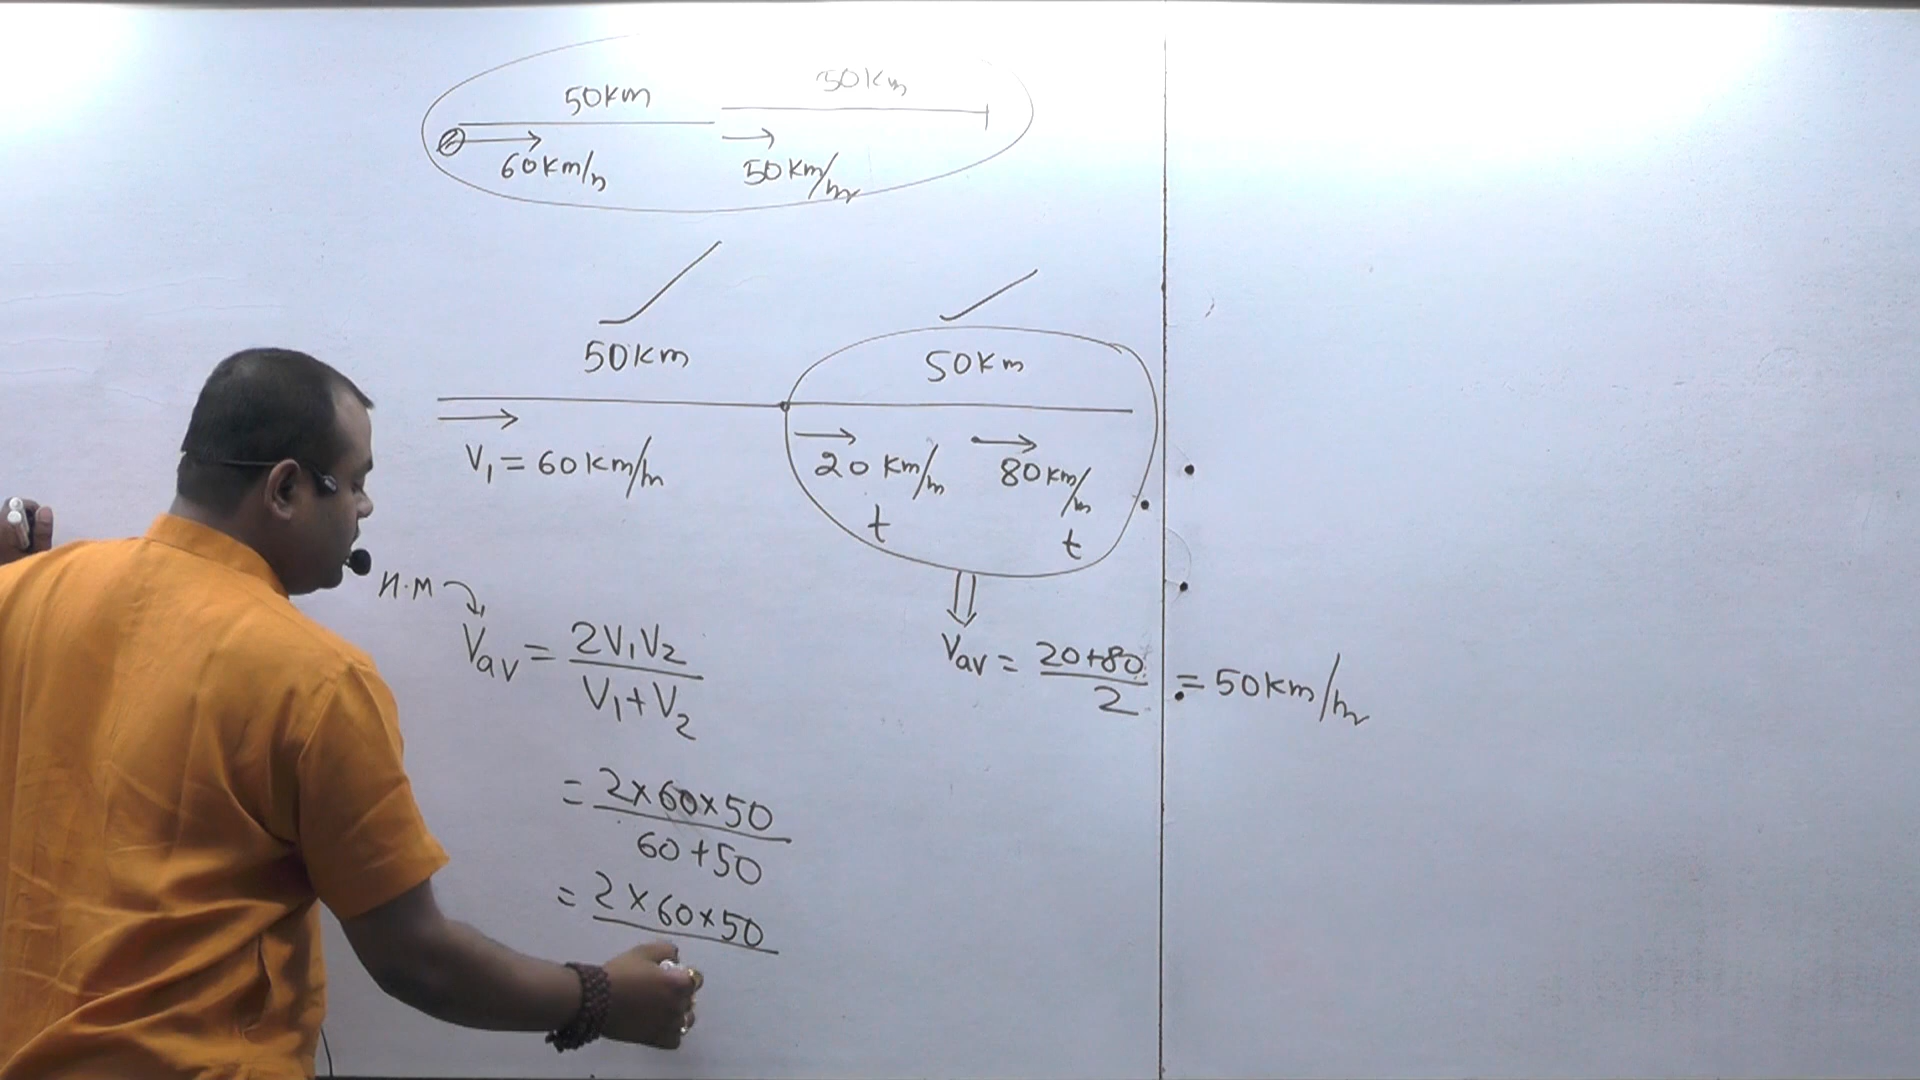 50km 50km
60km/h 50km/hr
50km 50km
V₁ = 60km/h 20 km/h 80km/h
t t
H.M
Vav = 2V₁V₂ / V₁+V₂
Vav = 20+80 / 2 = 50km/hr
= 2×60×50 / 60+50
= 2×60×50